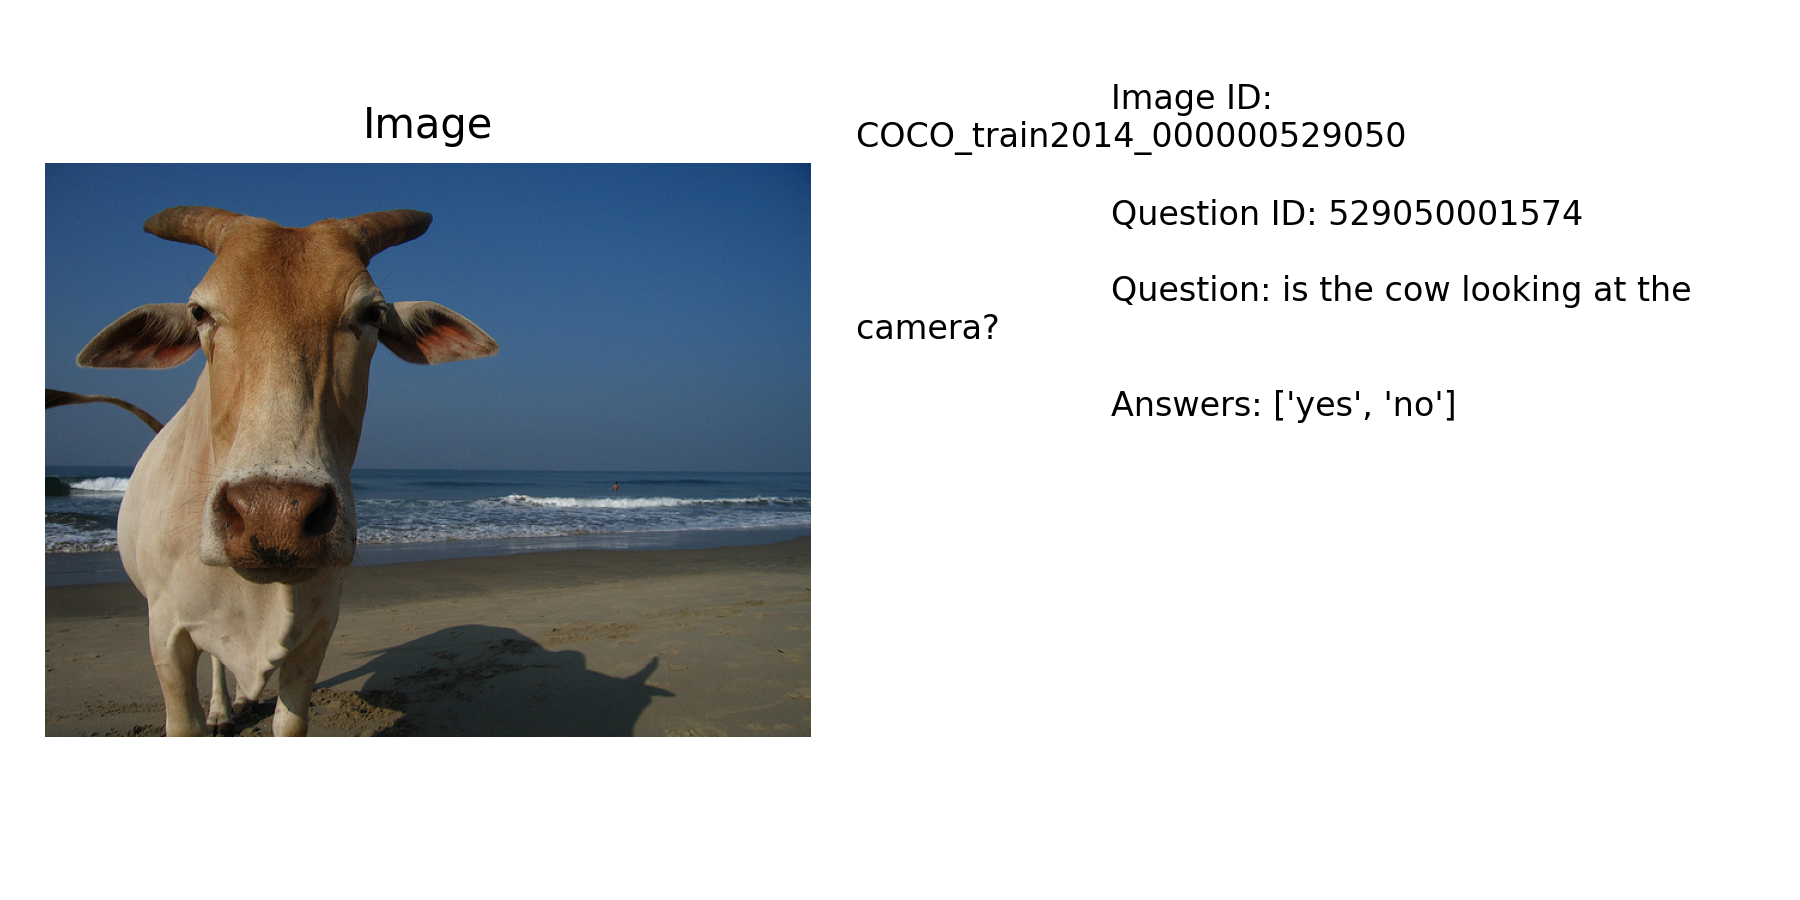 Image
Image ID:
COCO_train2014_000000529050
Question ID: 529050001574
Question: is the cow looking at the
camera?
Answers: ['yes', 'no']